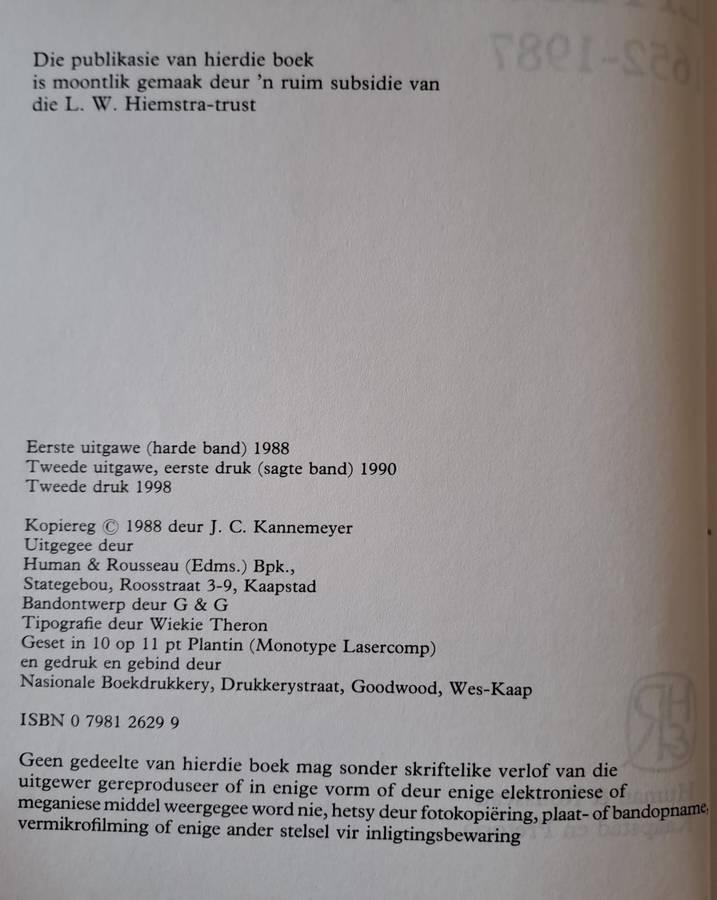 652-1987
Die publikasie van hierdie boek
is moontlik gemaak deur 'n ruim subsidie van
die L. W. Hiemstra-trust
Eerste uitgawe (harde band) 1988
Tweede uitgawe, eerste druk (sagte band) 1990
Tweede druk 1998
Kopiereg © 1988 deur J. C. Kannemeyer
Uitgegee deur
Human & Rousseau (Edms.) Bpk.,
Stategebou, Roosstraat 3-9, Kaapstad
Bandontwerp deur G & G
Tipografie deur Wiekie Theron
Geset in 10 op 11 pt Plantin (Monotype Lasercomp)
en gedruk en gebind deur
Nasionale Boekdrukkery, Drukkerystraat, Goodwood, Wes-Kaap
ISBN 0 7981 2629 9
Geen gedeelte van hierdie boek mag sonder skriftelike verlof van die
uitgewer gereproduseer of in enige vorm of deur enige elektroniese of
meganiese middel weergegee word nie, hetsy deur fotokopiëring, plaat- of bandopname,
vermikrofilming of enige ander stelsel vir inligtingsbewaring